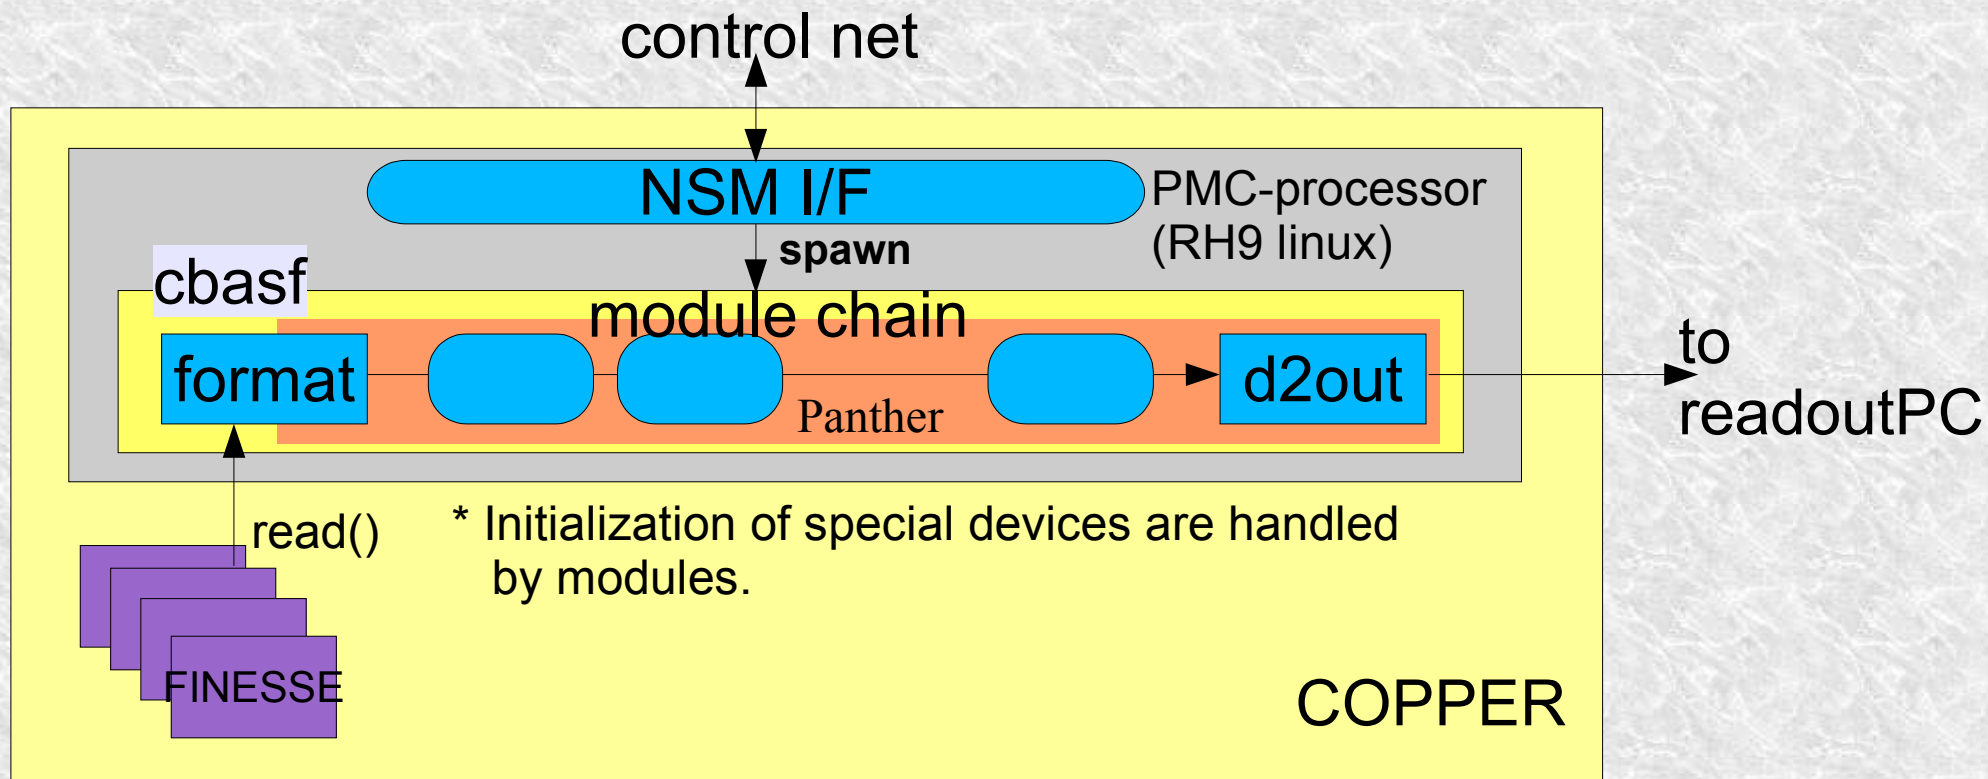 control net
NSM I/F
PMC-processor
(RH9 linux)
spawn
cbasf
module chain
format
Panther
d2out
to
readoutPC
read()
* Initialization of special devices are handled
by modules.
FINESSE
COPPER